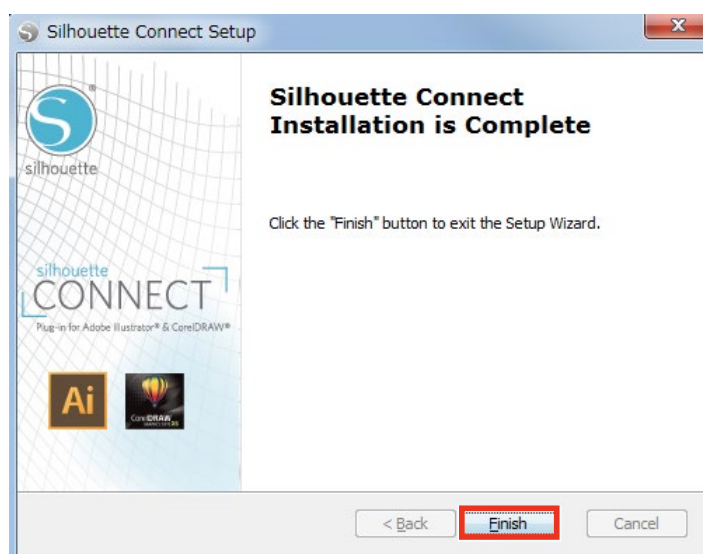 Silhouette Connect Setup
Silhouette Connect
Installation is Complete
Click the "Finish" button to exit the Setup Wizard.
S
®
silhouette
silhouette
CONNECT
Plug-in for Adobe Illustrator® & CorelDRAW®
Ai
CorelDRAW
< Back
Finish
Cancel